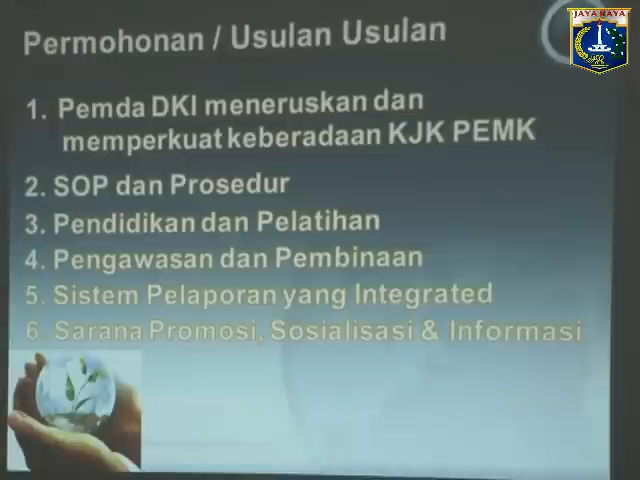 JAYA RAYA
Permohonan / Usulan Usulan
1. Pemda DKI meneruskan dan
memperkuat keberadaan KJK PEMK
2. SOP dan Prosedur
3. Pendidikan dan Pelatihan
4. Pengawasan dan Pembinaan
5. Sistem Pelaporan yang Integrated
6. Sarana Promosi, Sosialisasi & Informasi